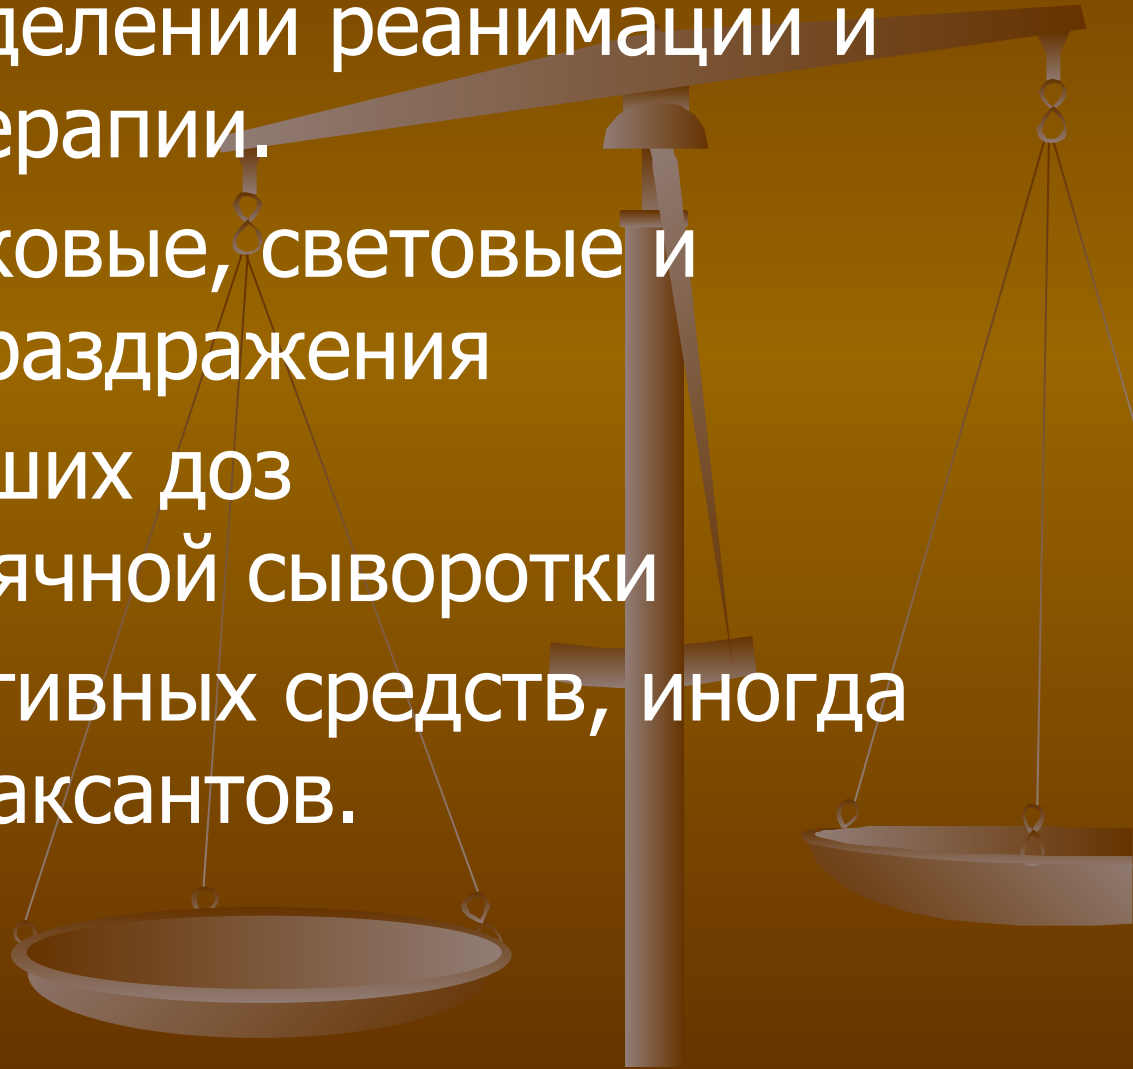 делении реанимации и
ерапии.
ковые, световые и
раздражения
ших доз
ячной сыворотки
тивных средств, иногда
аксантов.